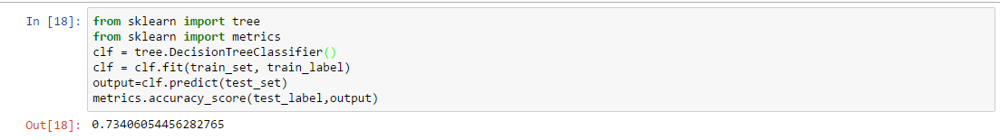 In [18]: from sklearn import tree
from sklearn import metrics
clf = tree.DecisionTreeClassifier()
clf = clf.fit(train_set, train_label)
output=clf.predict(test_set)
metrics.accuracy_score(test_label,output)
Out[18]: 0.73406054456282765